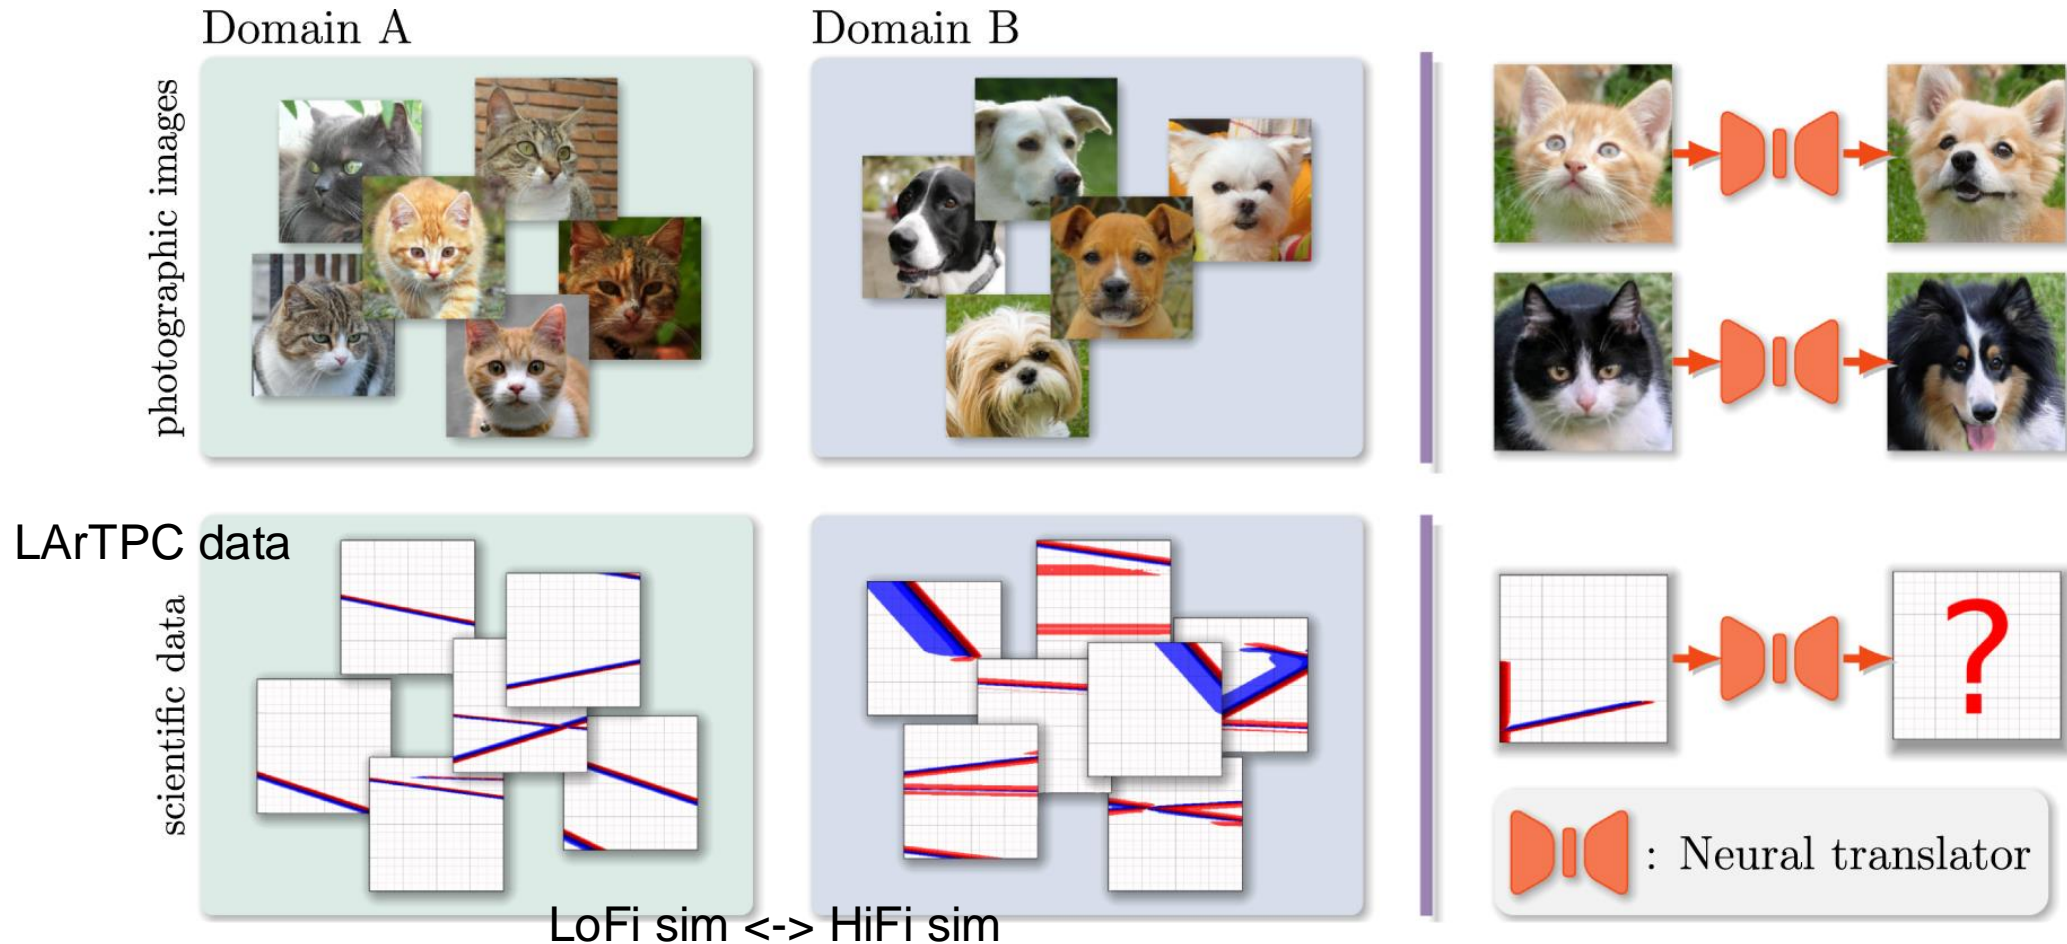 Domain A
Domain B
photographic images
LArTPC data
scientific data
?
: Neural translator
LoFi sim <-> HiFi sim